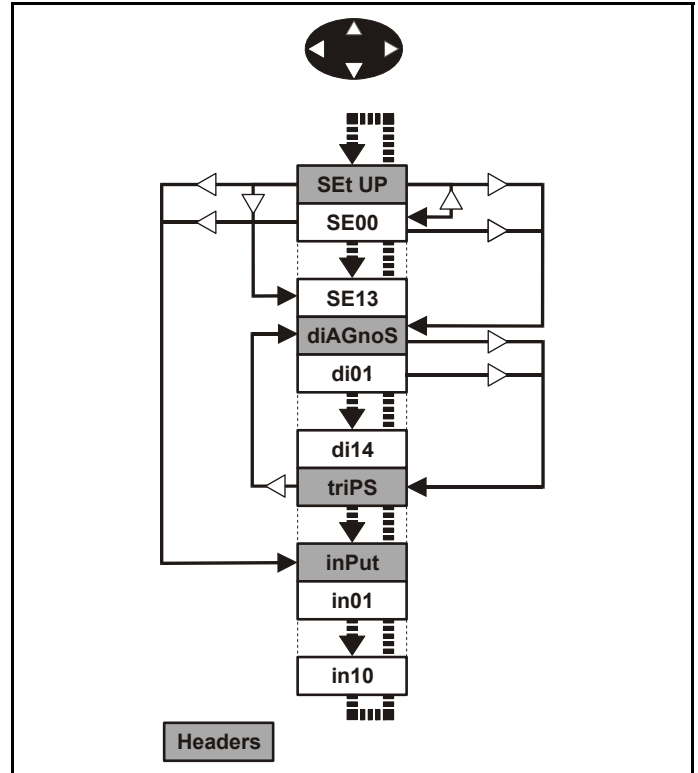 SEt UP
SE00
SE13
diAGnoS
di01
di14
triPS
inPut
in01
in10
Headers